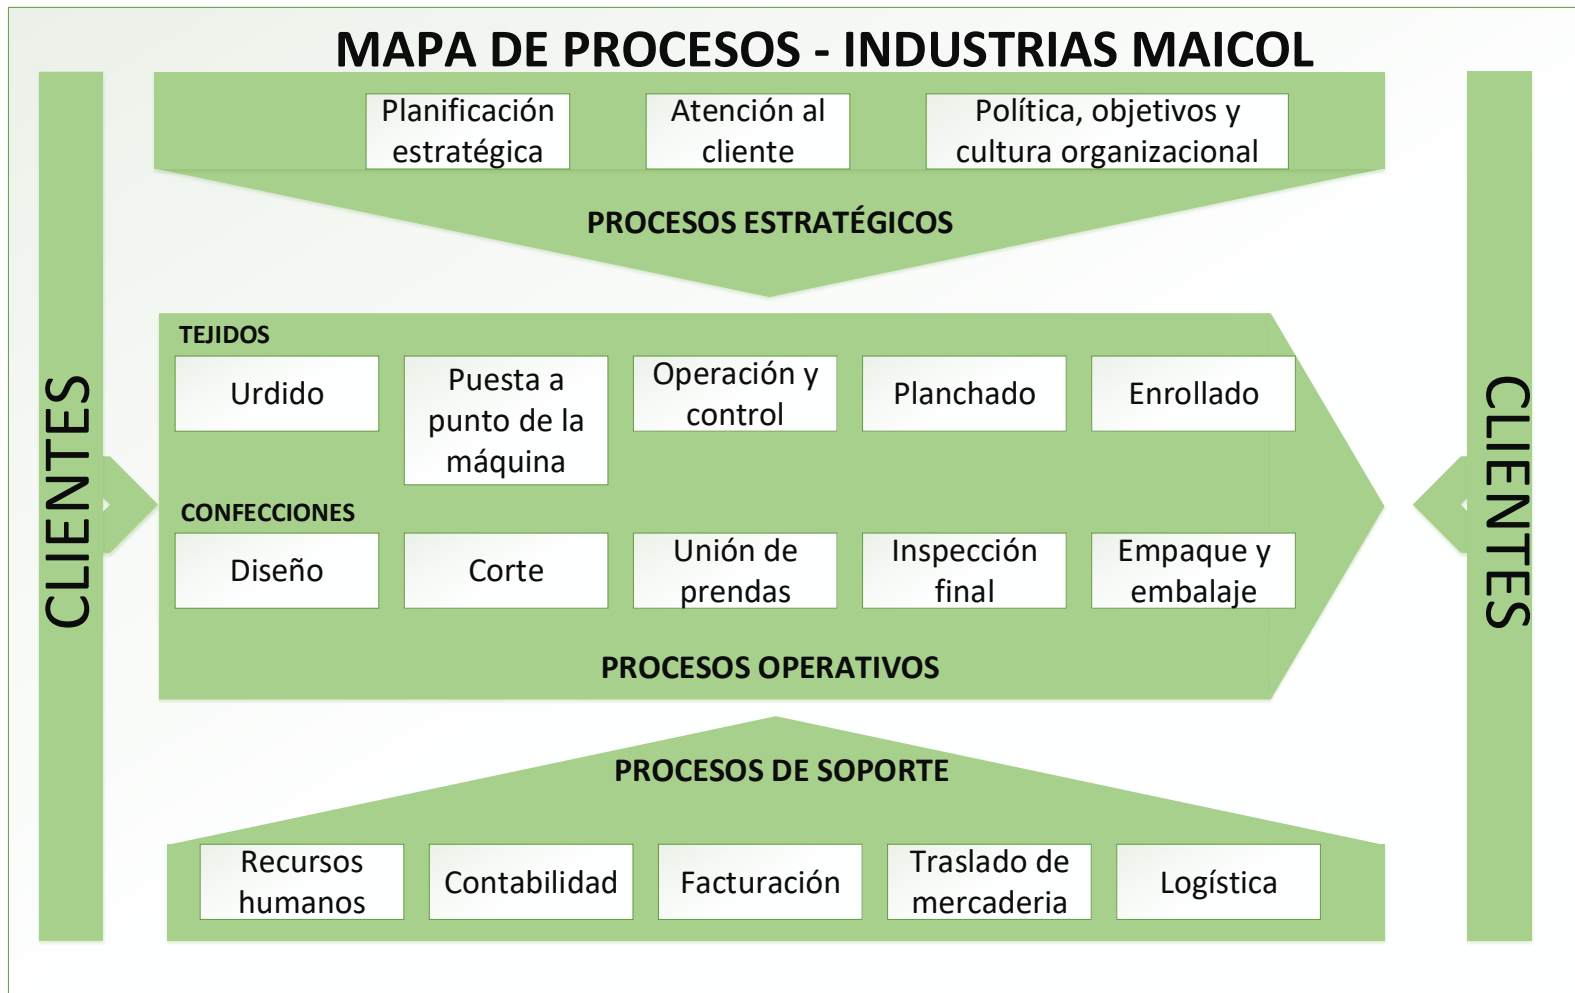 MAPA DE PROCESOS - INDUSTRIAS MAICOL
CLIENTES
Planificación
estratégica
Atención al
cliente
Política, objetivos y
cultura organizacional
PROCESOS ESTRATÉGICOS
TEJIDOS
Urdido
Puesta a
punto de la
máquina
Operación y
control
Planchado
Enrollado
CONFECCIONES
Diseño
Corte
Unión de
prendas
Inspección
final
Empaque y
embalaje
PROCESOS OPERATIVOS
PROCESOS DE SOPORTE
Recursos
humanos
Contabilidad
Facturación
Traslado de
mercaderia
Logística
CLIENTES